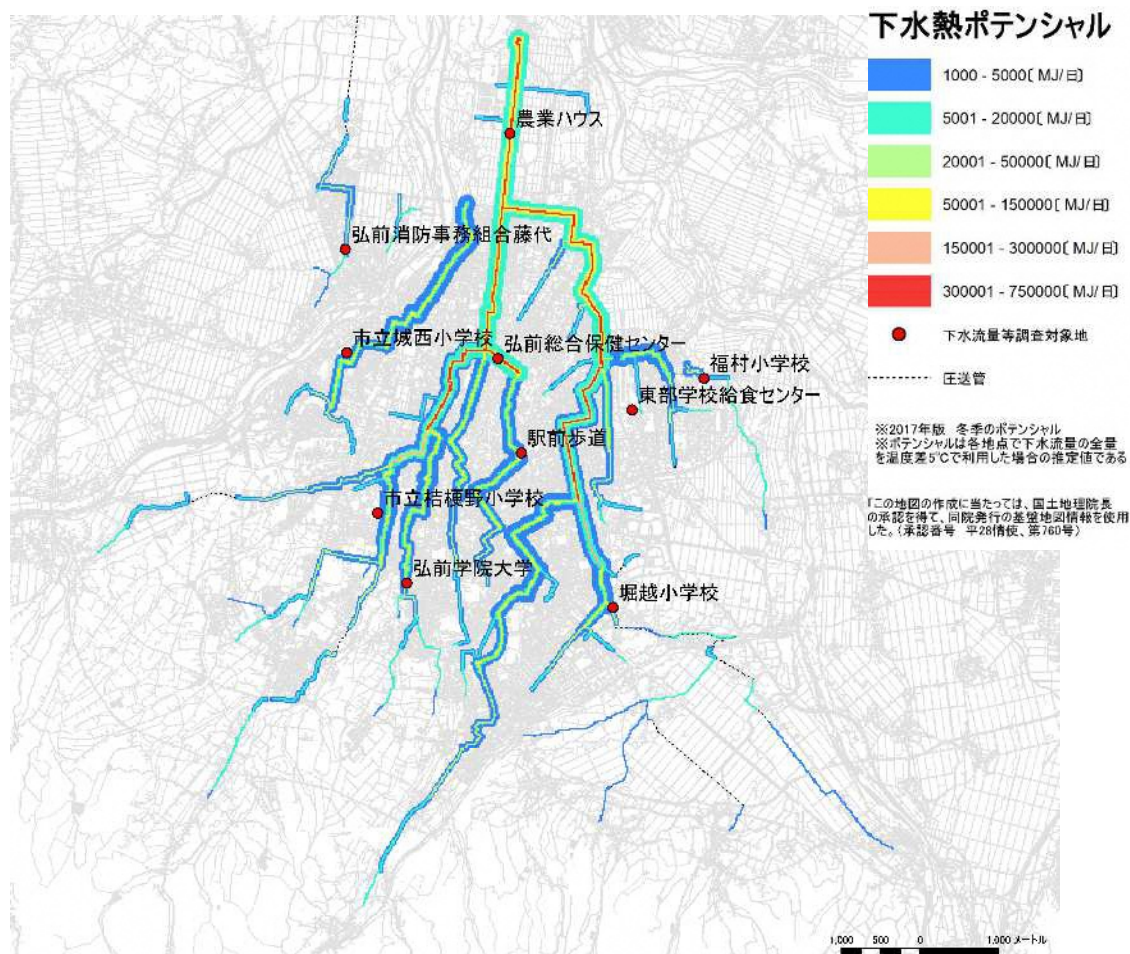 下水熱ポテンシャル
1000 - 5000[ MJ/日]
5001 - 20000[ MJ/日]
20001 - 50000[ MJ/日]
50001 - 150000[ MJ/日]
150001 - 300000[ MJ/日]
300001 - 750000[ MJ/日]
下水流量等調査対象地
圧送管
※2017年版 冬季のポテンシャル
※ポテンシャルは各地点で下水流量の全量
を温度差5℃で利用した場合の推定値である
「この地図の作成に当たっては、国土地理院長
の承認を得て、同院発行の基盤地図情報を使用
した。(承認番号 平28情使、第760号)
農業ハウス
弘前消防事務組合藤代
市立城西小学校
弘前総合保健センター
福村小学校
東部学校給食センター
駅前歩道
市立桔梗野小学校
弘前学院大学
堀越小学校
1,000 500 0 1,000 メートル